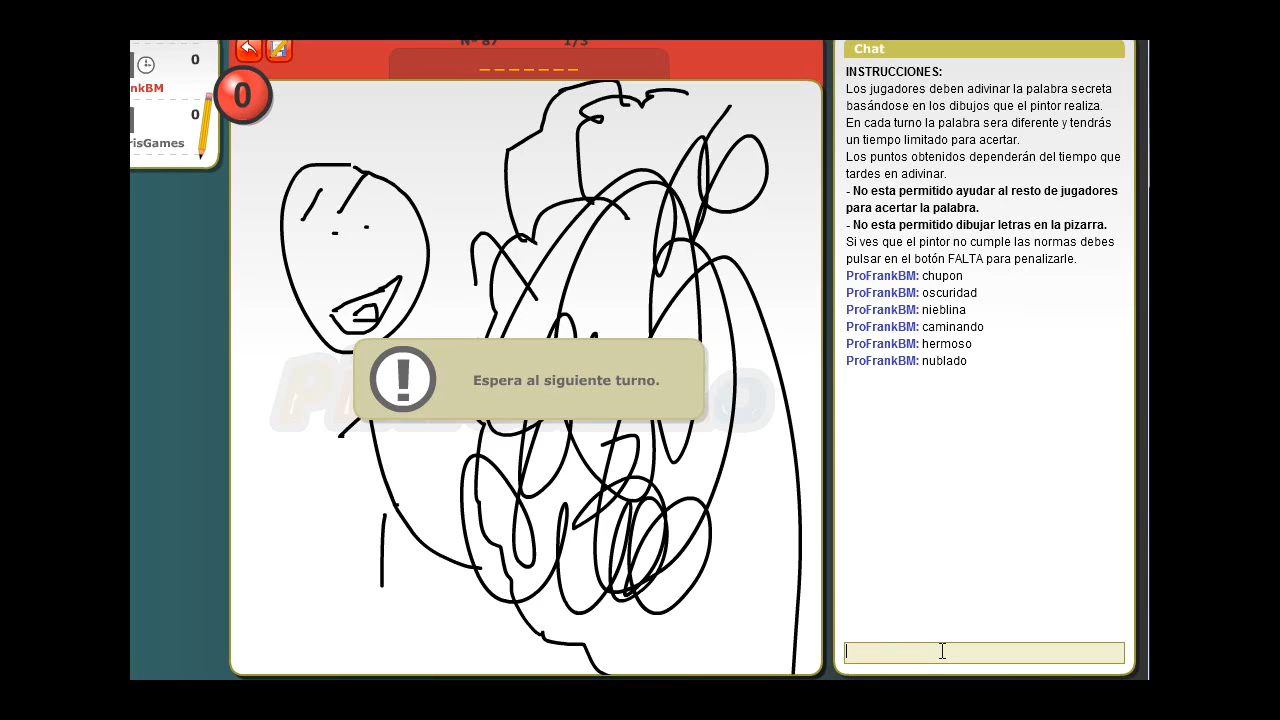 Nº 87 1/3
_ _ _ _ _ _ _
0
nkBM
0
0
risGames
Espera al siguiente turno.
Chat
INSTRUCCIONES:
Los jugadores deben adivinar la palabra secreta
basándose en los dibujos que el pintor realiza.
En cada turno la palabra sera diferente y tendrás
un tiempo limitado para acertar.
Los puntos obtenidos dependerán del tiempo que
tardes en adivinar.
- No esta permitido ayudar al resto de jugadores
para acertar la palabra.
- No esta permitido dibujar letras en la pizarra.
Si ves que el pintor no cumple las normas debes
pulsar en el botón FALTA para penalizarle.
ProFrankBM: chupon
ProFrankBM: oscuridad
ProFrankBM: nieblina
ProFrankBM: caminando
ProFrankBM: hermoso
ProFrankBM: nublado